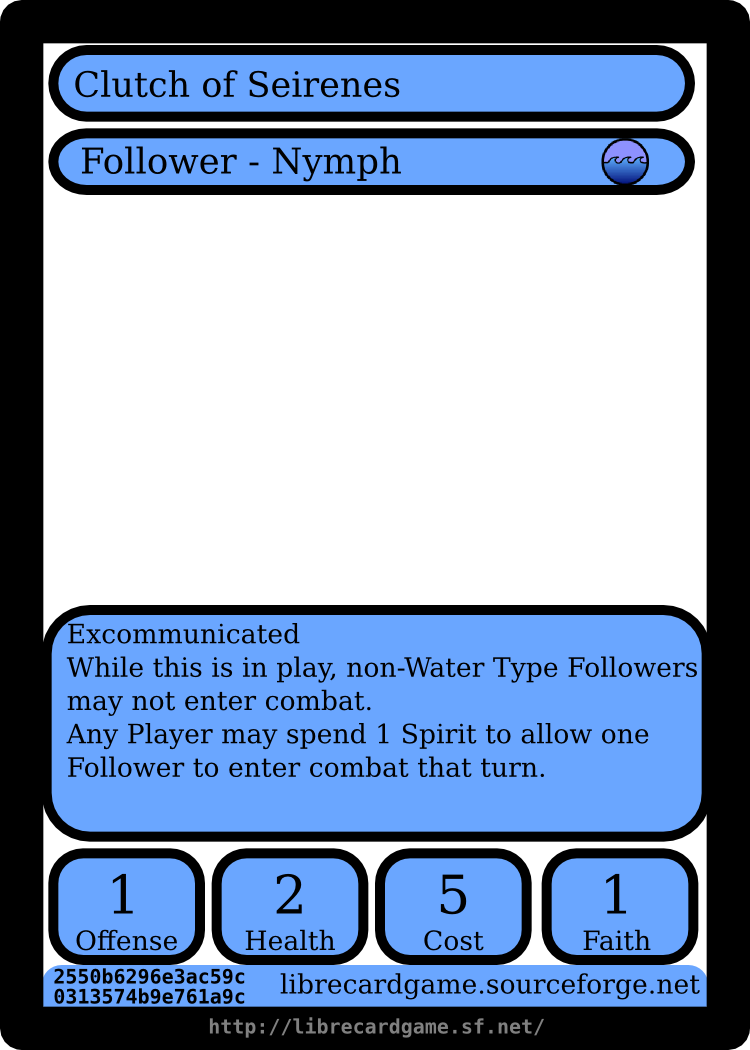 Clutch of Seirenes
Follower - Nymph
Excommunicated
While this is in play, non-Water Type Followers
may not enter combat.
Any Player may spend 1 Spirit to allow one
Follower to enter combat that turn.
1 2 5 1
Offense Health Cost Faith
2550b6296e3ac59c
0313574b9e761a9c
librecardgame.sourceforge.net
http://librecardgame.sf.net/